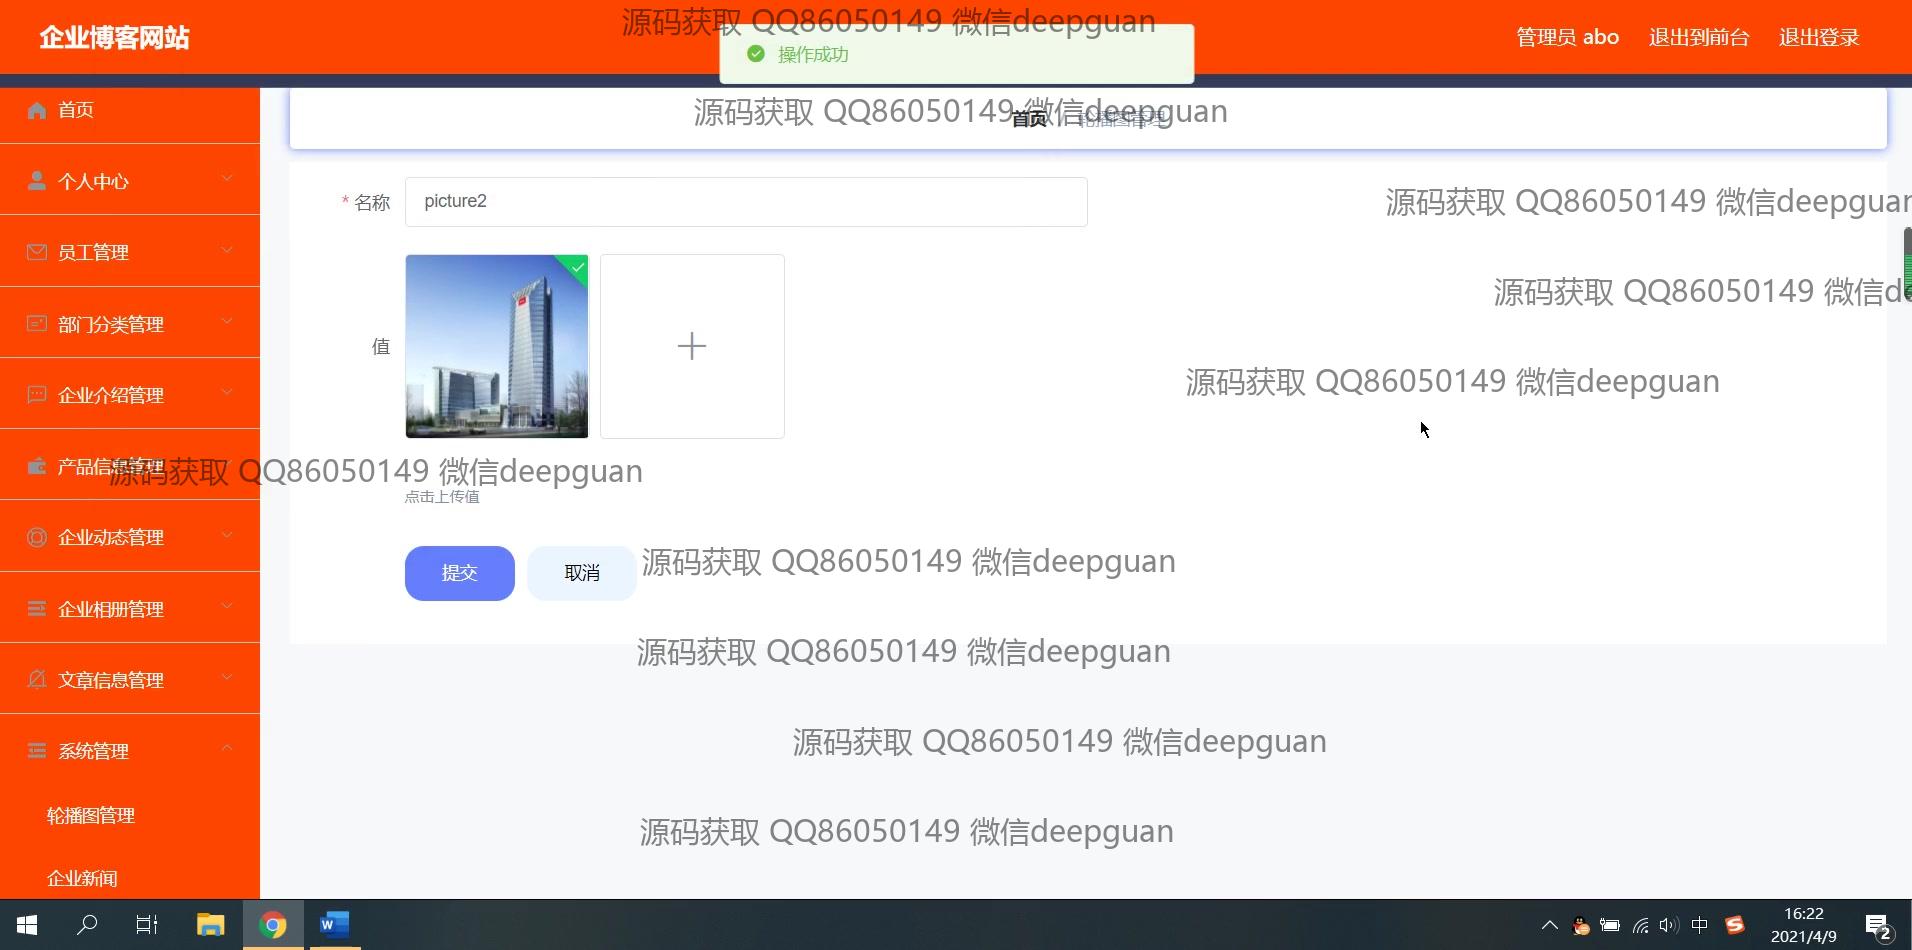 源码获取 QQ86050149 微信deepguan
企业博客网站
管理员 abo
退出到前台
退出登录
操作成功
首页
源码获取 QQ86050149 微信deepguan
首页
轮播图管理
个人中心
* 名称
picture2
源码获取 QQ86050149 微信deepguan
员工管理
源码获取 QQ86050149 微信de
部门分类管理
值
企业介绍管理
源码获取 QQ86050149 微信deepguan
产品信息管理
源码获取 QQ86050149 微信deepguan
点击上传值
企业动态管理
提交
取消
源码获取 QQ86050149 微信deepguan
企业相册管理
源码获取 QQ86050149 微信deepguan
文章信息管理
系统管理
源码获取 QQ86050149 微信deepguan
轮播图管理
源码获取 QQ86050149 微信deepguan
企业新闻
中
16:22
2021/4/9
2